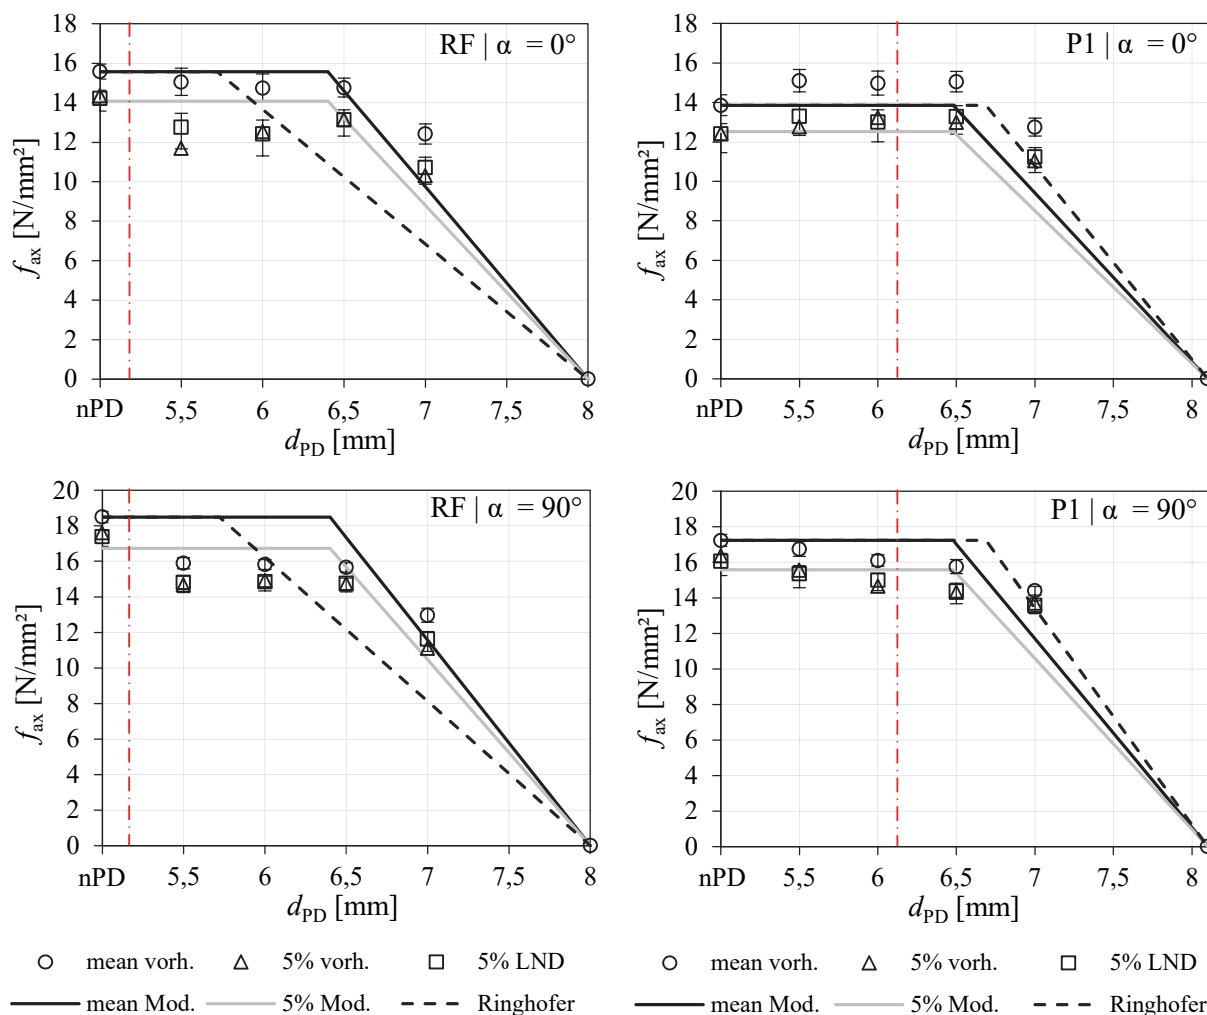 RF | α = 0°
f_ax [N/mm²]
18
16
14
12
10
8
6
4
2
0
nPD 5,5 6 6,5 7 7,5 8
d_PD [mm]
P1 | α = 0°
f_ax [N/mm²]
18
16
14
12
10
8
6
4
2
0
nPD 5,5 6 6,5 7 7,5 8
d_PD [mm]
RF | α = 90°
f_ax [N/mm²]
20
18
16
14
12
10
8
6
4
2
0
nPD 5,5 6 6,5 7 7,5 8
d_PD [mm]
P1 | α = 90°
f_ax [N/mm²]
20
18
16
14
12
10
8
6
4
2
0
nPD 5,5 6 6,5 7 7,5 8
d_PD [mm]
mean vorh. 5% vorh. 5% LND
mean Mod. 5% Mod. Ringhofer
mean vorh. 5% vorh. 5% LND
mean Mod. 5% Mod. Ringhofer